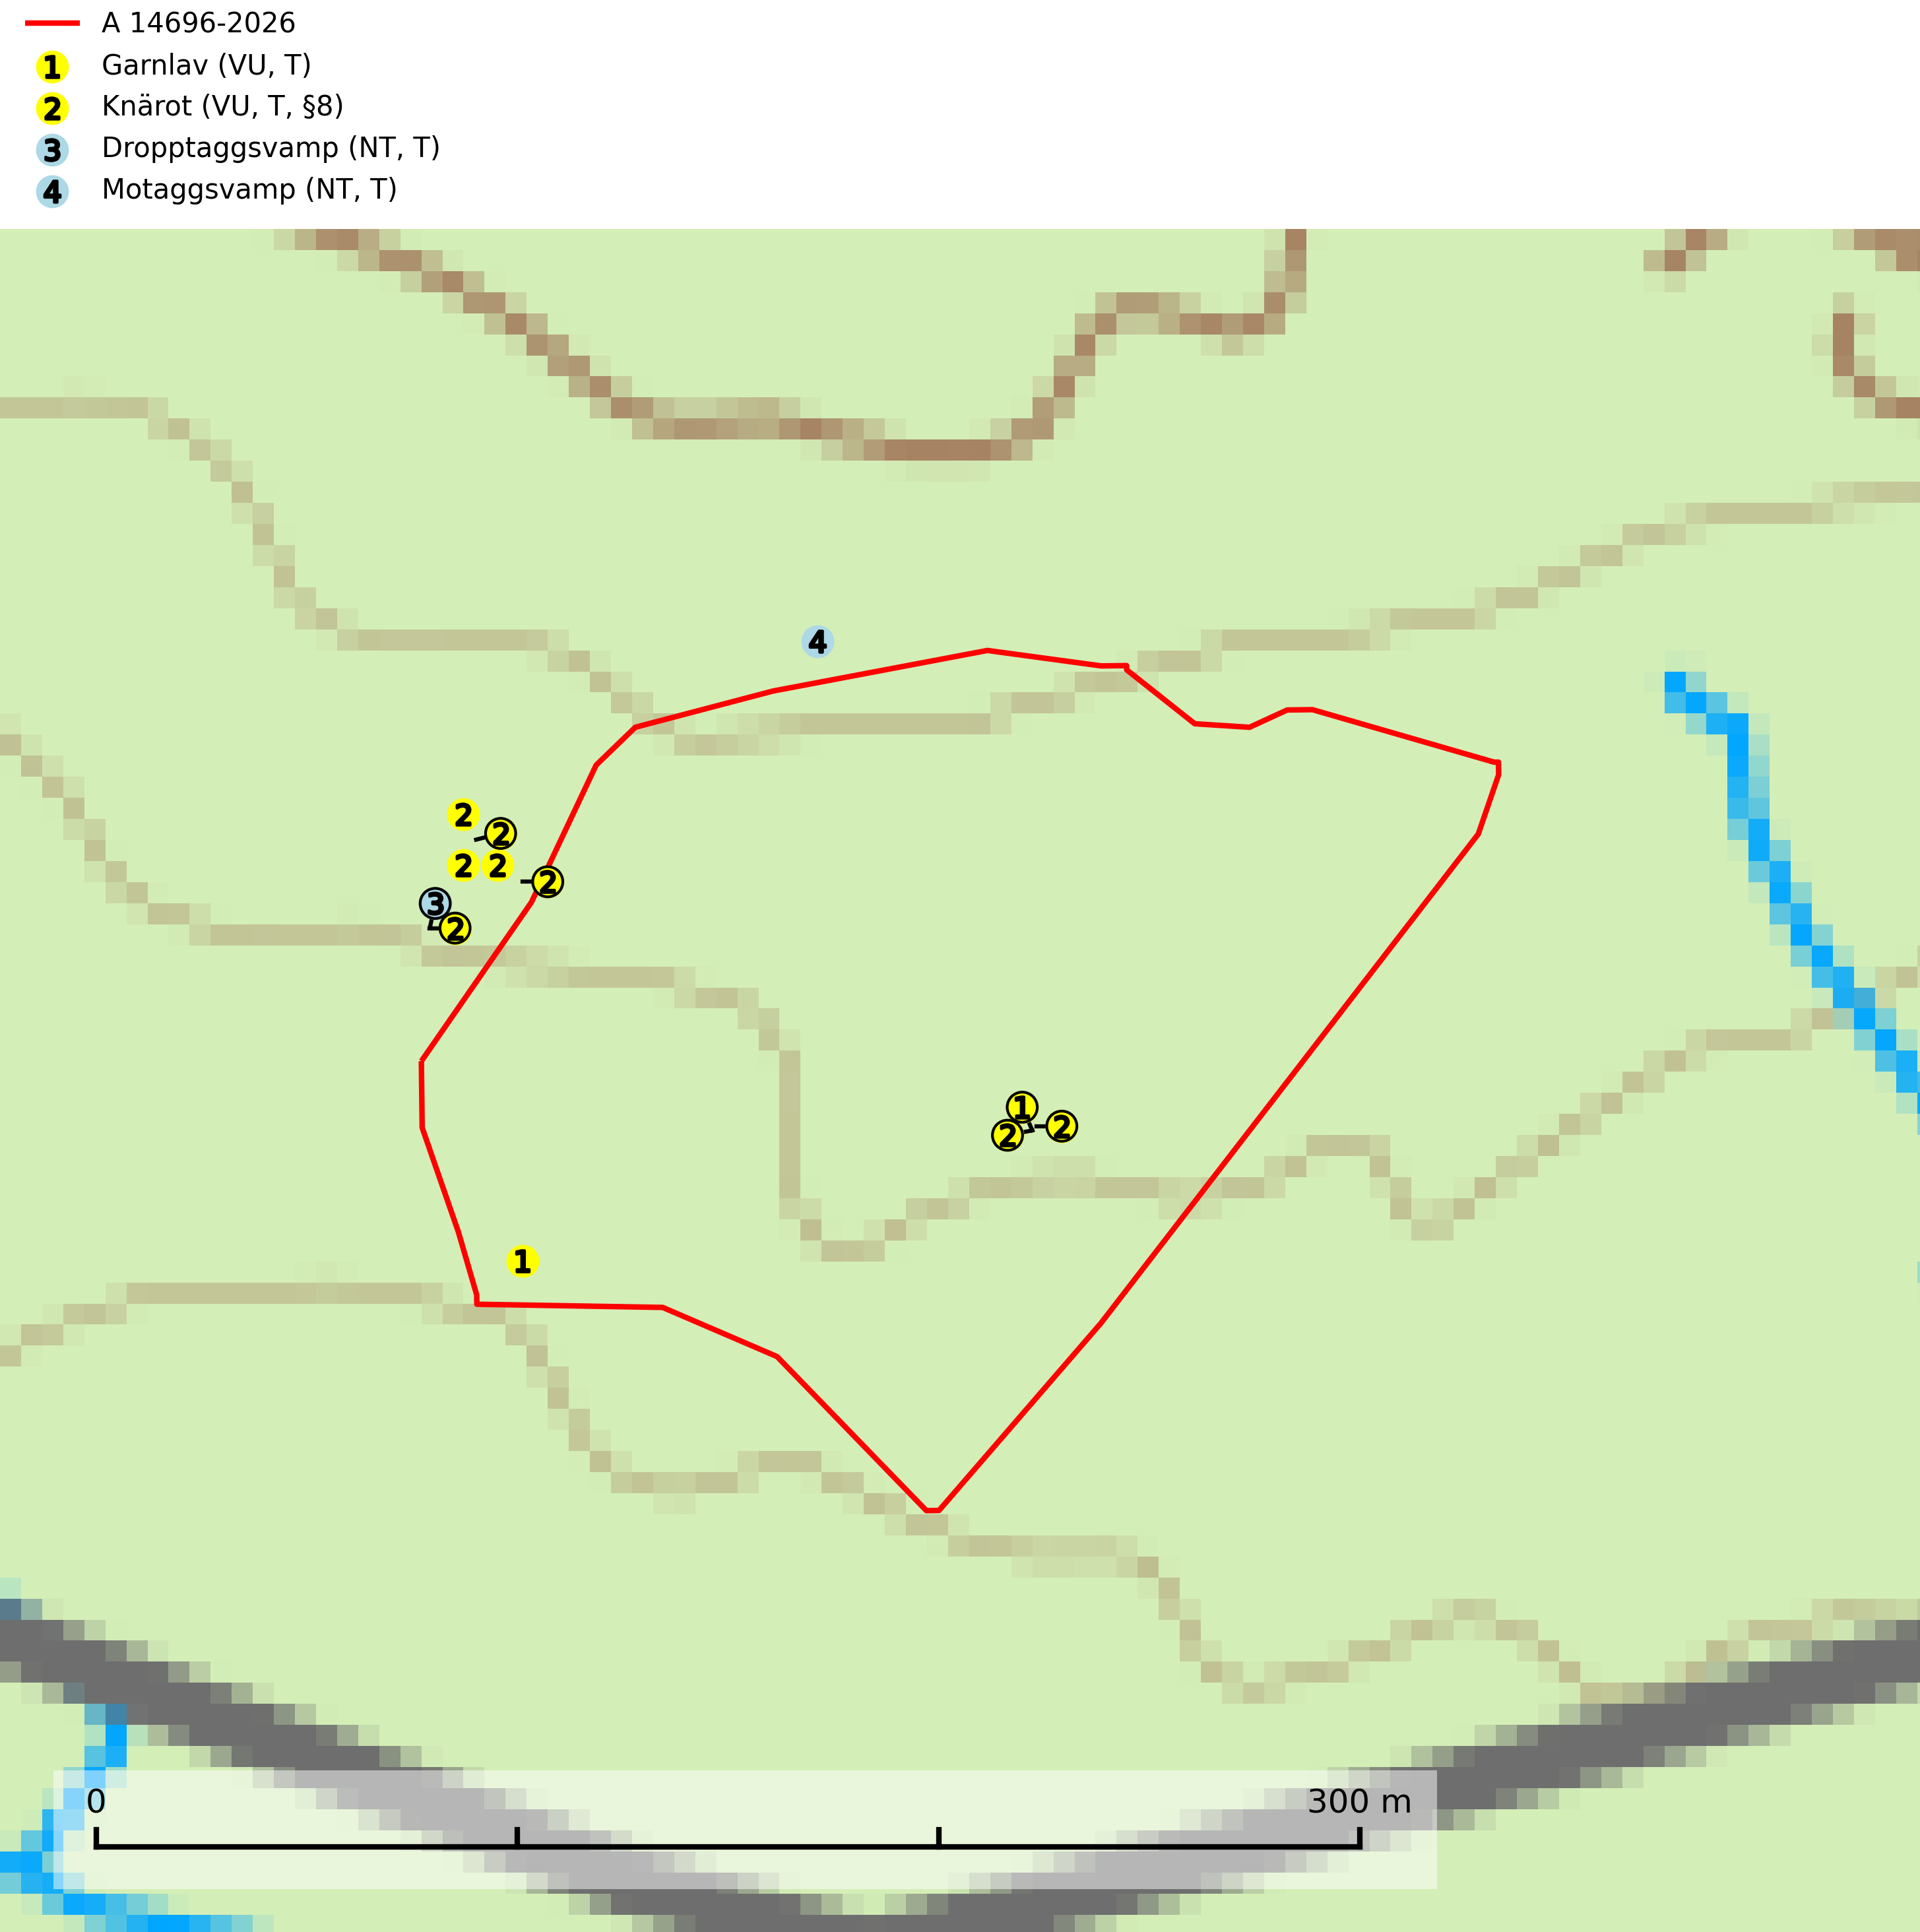 A 14696-2026
1 Garnlav (VU, T)
2 Knärot (VU, T, §8)
3 Dropptaggsvamp (NT, T)
4 Motaggsvamp (NT, T)
4
2
2
2 2
2
3
2
1
2 2
1
0 300 m